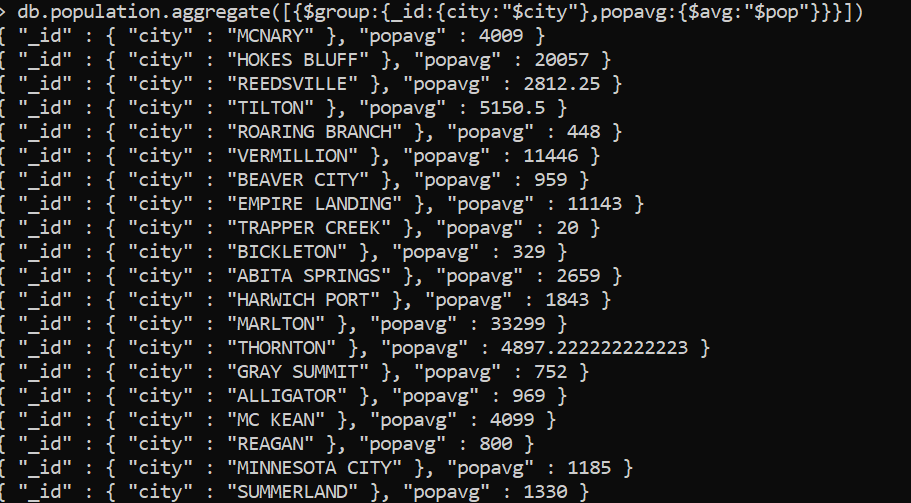 > db.population.aggregate([{$group:{_id:{city:"$city"},popavg:{$avg:"$pop"}}}])
{ "_id" : { "city" : "MCNARY" }, "popavg" : 4009 }
{ "_id" : { "city" : "HOKES BLUFF" }, "popavg" : 20057 }
{ "_id" : { "city" : "REEDSVILLE" }, "popavg" : 2812.25 }
{ "_id" : { "city" : "TILTON" }, "popavg" : 5150.5 }
{ "_id" : { "city" : "ROARING BRANCH" }, "popavg" : 448 }
{ "_id" : { "city" : "VERMILLION" }, "popavg" : 11446 }
{ "_id" : { "city" : "BEAVER CITY" }, "popavg" : 959 }
{ "_id" : { "city" : "EMPIRE LANDING" }, "popavg" : 11143 }
{ "_id" : { "city" : "TRAPPER CREEK" }, "popavg" : 20 }
{ "_id" : { "city" : "BICKLETON" }, "popavg" : 329 }
{ "_id" : { "city" : "ABITA SPRINGS" }, "popavg" : 2659 }
{ "_id" : { "city" : "HARWICH PORT" }, "popavg" : 1843 }
{ "_id" : { "city" : "MARLTON" }, "popavg" : 33299 }
{ "_id" : { "city" : "THORNTON" }, "popavg" : 4897.222222222223 }
{ "_id" : { "city" : "GRAY SUMMIT" }, "popavg" : 752 }
{ "_id" : { "city" : "ALLIGATOR" }, "popavg" : 969 }
{ "_id" : { "city" : "MC KEAN" }, "popavg" : 4099 }
{ "_id" : { "city" : "REAGAN" }, "popavg" : 800 }
{ "_id" : { "city" : "MINNESOTA CITY" }, "popavg" : 1185 }
{ "_id" : { "city" : "SUMMERLAND" }, "popavg" : 1330 }